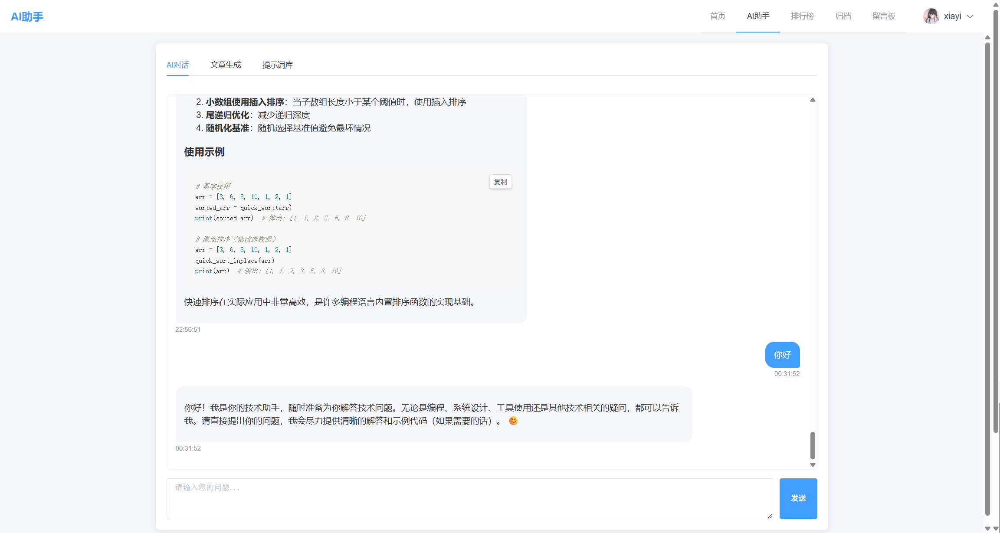 AI助手
首页 AI助手 排行榜 归档 留言板 xiayi
AI对话 文章生成 提示词库
2. 小数组使用插入排序：当子数组长度小于某个阈值时，使用插入排序
3. 尾递归优化：减少递归深度
4. 随机化基准：随机选择基准值避免最坏情况
使用示例
复制
# 基本使用
arr = [3, 6, 8, 10, 1, 2, 1]
sorted_arr = quick_sort(arr)
print(sorted_arr)  # 输出: [1, 1, 2, 3, 6, 8, 10]
# 原地排序（修改原数组）
arr = [3, 6, 8, 10, 1, 2, 1]
quick_sort_inplace(arr)
print(arr)  # 输出: [1, 1, 2, 3, 6, 8, 10]
快速排序在实际应用中非常高效，是许多编程语言内置排序函数的实现基础。
22:56:51
你好
00:31:52
你好！我是你的技术助手，随时准备为你解答技术问题。无论是编程、系统设计、工具使用还是其他技术相关的疑问，都可以告诉
我。请直接提出你的问题，我会尽力提供清晰的解答和示例代码（如果需要的话）。 😊
00:31:52
请输入您的问题...
发送